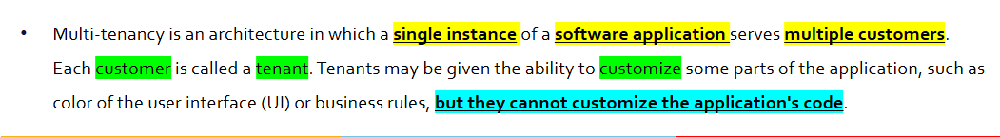 • Multi-tenancy is an architecture in which a single instance of a software application serves multiple customers.
Each customer is called a tenant. Tenants may be given the ability to customize some parts of the application, such as
color of the user interface (UI) or business rules, but they cannot customize the application's code.